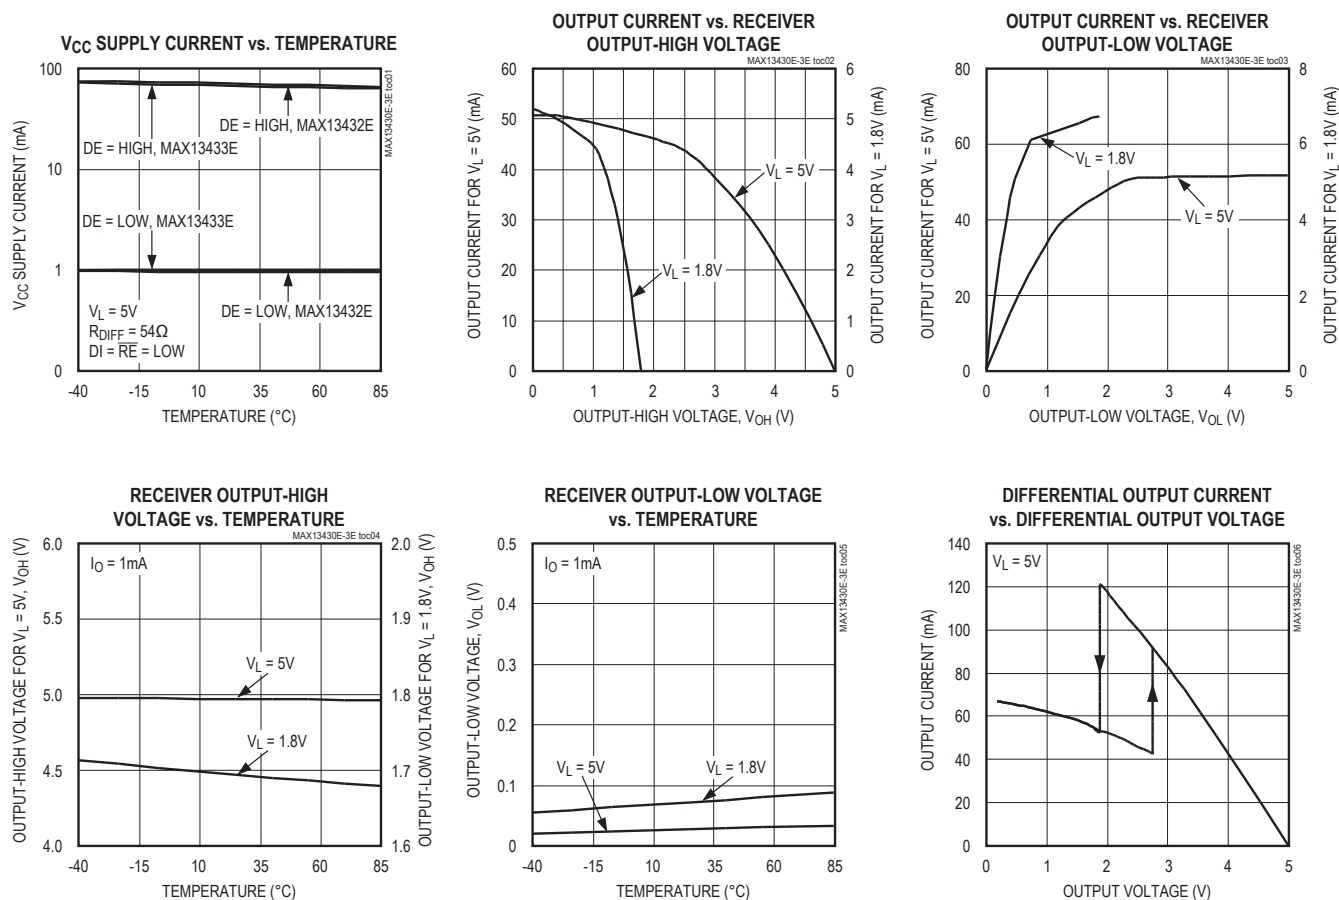 VCC SUPPLY CURRENT vs. TEMPERATURE
MAX13430E-3E toc01
VCC SUPPLY CURRENT (mA)
100
10
1
0
DE = HIGH, MAX13432E
DE = HIGH, MAX13433E
DE = LOW, MAX13433E
DE = LOW, MAX13432E
VL = 5V
RDIFF = 54Ω
DI = R̅E̅ = LOW
-40 -15 10 35 60 85
TEMPERATURE (°C)
OUTPUT CURRENT vs. RECEIVER
OUTPUT-HIGH VOLTAGE
MAX13430E-3E toc02
OUTPUT CURRENT FOR VL = 5V (mA)
60
50
40
30
20
10
0
VL = 5V
VL = 1.8V
6
5
4
3
2
1
0
OUTPUT CURRENT FOR VL = 1.8V (mA)
0 1 2 3 4 5
OUTPUT-HIGH VOLTAGE, VOH (V)
OUTPUT CURRENT vs. RECEIVER
OUTPUT-LOW VOLTAGE
MAX13430E-3E toc03
OUTPUT CURRENT FOR VL = 5V (mA)
80
60
40
20
0
VL = 1.8V
VL = 5V
8
6
4
2
0
OUTPUT CURRENT FOR VL = 1.8V (mA)
0 1 2 3 4 5
OUTPUT-LOW VOLTAGE, VOL (V)
RECEIVER OUTPUT-HIGH
VOLTAGE vs. TEMPERATURE
MAX13430E-3E toc04
OUTPUT-HIGH VOLTAGE FOR VL = 5V, VOH (V)
6.0
5.5
5.0
4.5
4.0
IO = 1mA
VL = 5V
VL = 1.8V
2.0
1.9
1.8
1.7
1.6
OUTPUT-LOW VOLTAGE FOR VL = 1.8V, VOH (V)
-40 -15 10 35 60 85
TEMPERATURE (°C)
RECEIVER OUTPUT-LOW VOLTAGE
vs. TEMPERATURE
MAX13430E-3E toc05
OUTPUT-LOW VOLTAGE, VOL (V)
0.5
0.4
0.3
0.2
0.1
0
IO = 1mA
VL = 5V
VL = 1.8V
-40 -15 10 35 60 85
TEMPERATURE (°C)
DIFFERENTIAL OUTPUT CURRENT
vs. DIFFERENTIAL OUTPUT VOLTAGE
MAX13430E-3E toc06
OUTPUT CURRENT (mA)
140
120
100
80
60
40
20
0
VL = 5V
0 1 2 3 4 5
OUTPUT VOLTAGE (V)